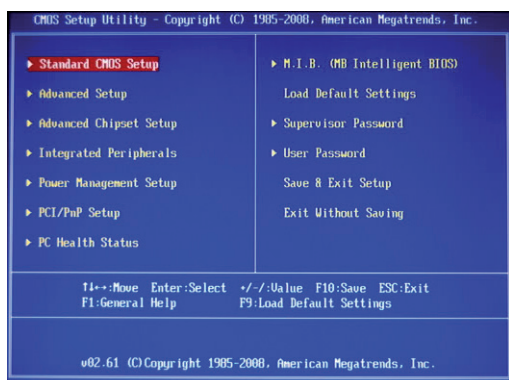 CMOS Setup Utility - Copyright (C) 1985-2008, American Megatrends, Inc.
▶ Standard CMOS Setup
▶ Advanced Setup
▶ Advanced Chipset Setup
▶ Integrated Peripherals
▶ Power Management Setup
▶ PCI/PnP Setup
▶ PC Health Status
▶ M.I.B. (MB Intelligent BIOS)
Load Default Settings
▶ Supervisor Password
▶ User Password
Save & Exit Setup
Exit Without Saving
↑↓←→:Move Enter:Select +/-/:Value F10:Save ESC:Exit
F1:General Help F9:Load Default Settings
v02.61 (C)Copyright 1985-2008, American Megatrends, Inc.